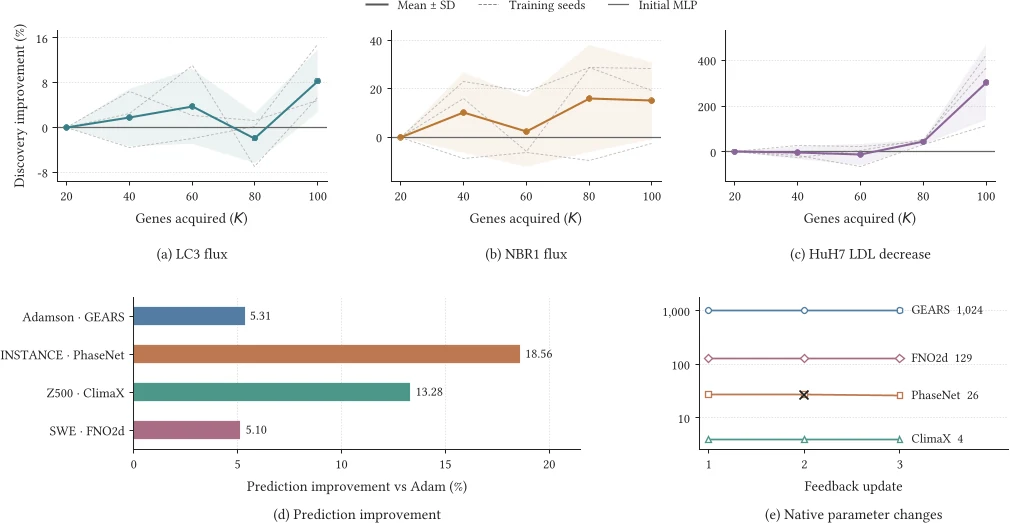 Mean ± SD Training seeds Initial MLP
Discovery improvement (%)
16
8
0
-8
20 40 60 80 100
Genes acquired (K)
(a) LC3 flux
40
20
0
20 40 60 80 100
Genes acquired (K)
(b) NBR1 flux
400
200
0
20 40 60 80 100
Genes acquired (K)
(c) HuH7 LDL decrease
Adamson · GEARS 5.31
INSTANCE · PhaseNet 18.56
Z500 · ClimaX 13.28
SWE · FNO2d 5.10
0 5 10 15 20
Prediction improvement vs Adam (%)
(d) Prediction improvement
1,000
100
10
GEARS 1,024
FNO2d 129
PhaseNet 26
ClimaX 4
1 2 3
Feedback update
(e) Native parameter changes